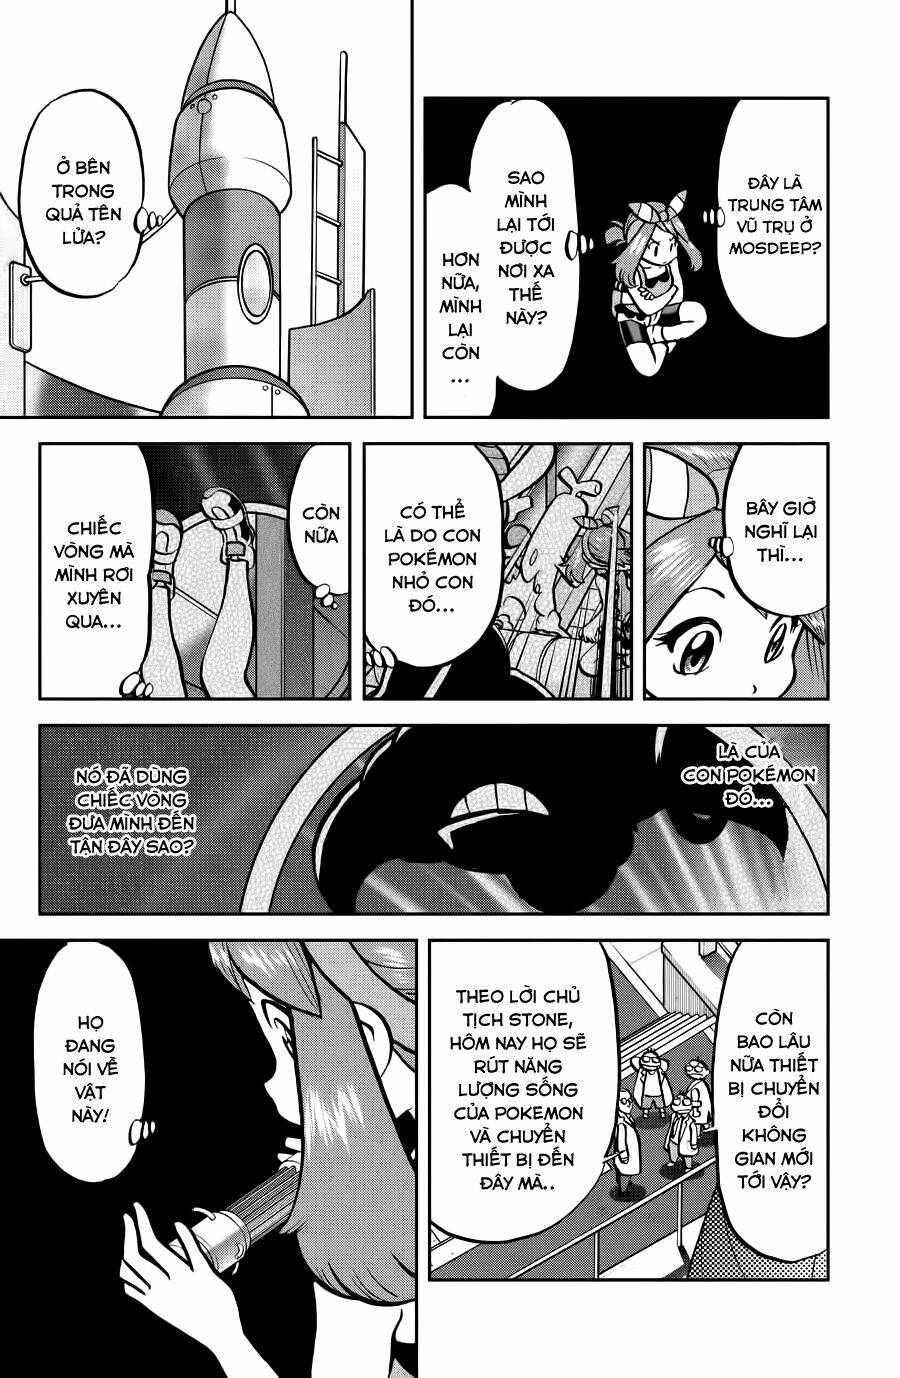 ĐÂY LÀ
TRUNG TÂM
VŨ TRỤ Ở
MOSDEEP?
SAO
MÌNH
LẠI TỚI
ĐƯỢC
NƠI XA
THẾ
NÀY?
HƠN
NỮA,
MÌNH LẠI
CÒN
...
Ở BÊN
TRONG
QUẢ TÊN
LỬA?
BÂY GIỜ
NGHĨ LẠI
THÌ...
CÓ THỂ
LÀ DO CON
POKÉMON
NHỎ CON
ĐÓ...
CÒN
NỮA
CHIẾC
VÒNG MÀ
MÌNH RƠI
XUYÊN
QUA...
LÀ CỦA
CON POKÉMON
ĐÓ...
NÓ ĐÃ DÙNG
CHIẾC VÒNG
ĐƯA MÌNH ĐẾN
TẬN ĐÂY SAO?
CÒN
BAO LÂU
NỮA THIẾT
BỊ CHUYỂN
ĐỔI
KHÔNG
GIAN MỚI
TỚI VẬY?
THEO LỜI CHỦ
TỊCH STONE,
HÔM NAY HỌ SẼ
RÚT NĂNG
LƯỢNG SỐNG
CỦA POKEMON
VÀ CHUYỂN
THIẾT BỊ ĐẾN
ĐÂY MÀ..
HỌ
ĐANG
NÓI VỀ
VẬT
NÀY!